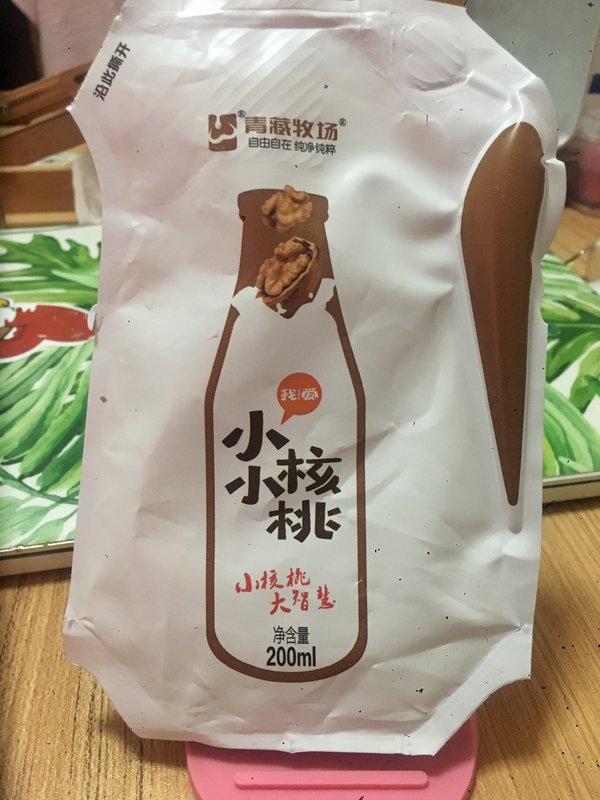 沿此撕开
青藏牧场
自由自在 纯净纯粹
我爱
小
小核
桃
小核桃
大智慧
净含量
200ml